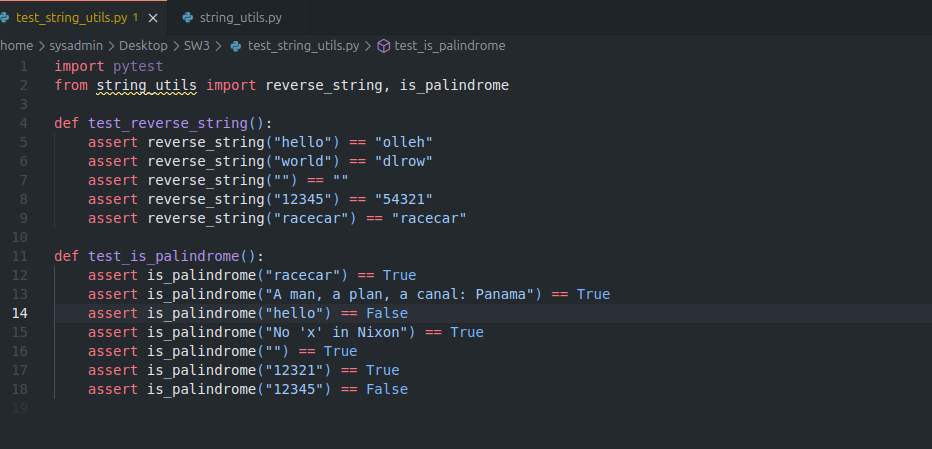 test_string_utils.py 1 × string_utils.py
home > sysadmin > Desktop > SW3 > test_string_utils.py > test_is_palindrome
1 import pytest
2 from string_utils import reverse_string, is_palindrome
3
4 def test_reverse_string():
5     assert reverse_string("hello") == "olleh"
6     assert reverse_string("world") == "dlrow"
7     assert reverse_string("") == ""
8     assert reverse_string("12345") == "54321"
9     assert reverse_string("racecar") == "racecar"
10
11 def test_is_palindrome():
12     assert is_palindrome("racecar") == True
13     assert is_palindrome("A man, a plan, a canal: Panama") == True
14     assert is_palindrome("hello") == False
15     assert is_palindrome("No 'x' in Nixon") == True
16     assert is_palindrome("") == True
17     assert is_palindrome("12321") == True
18     assert is_palindrome("12345") == False
19